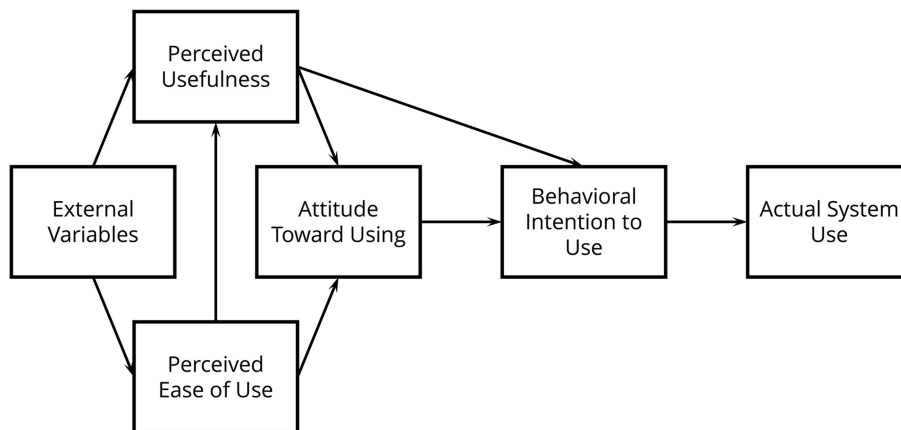 Perceived
Usefulness
External
Variables
Attitude
Toward Using
Behavioral
Intention to
Use
Actual System
Use
Perceived
Ease of Use